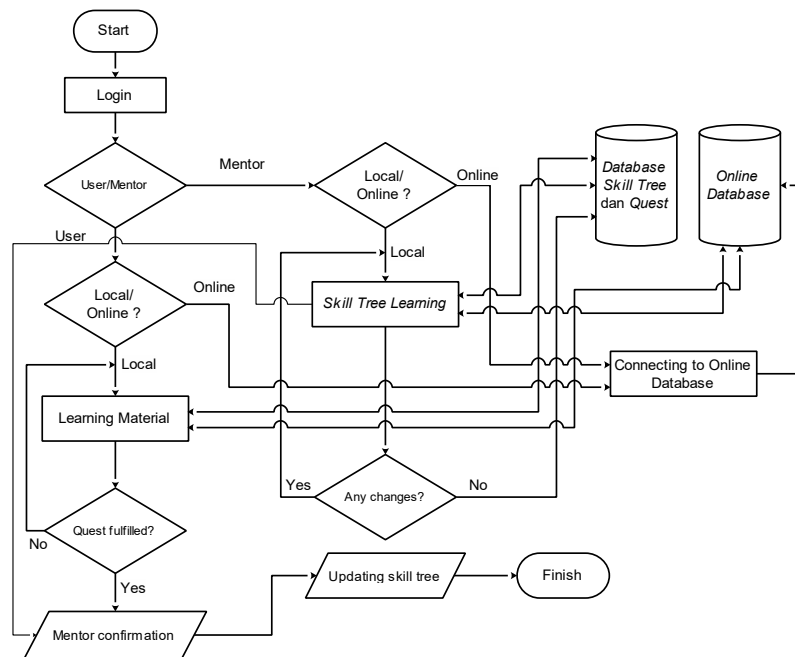 Start
Login
User/Mentor
Mentor
Local/
Online ?
Online
Database
Skill Tree
dan Quest
Online
Database
User
Local
Local/
Online ?
Online
Skill Tree Learning
Local
Connecting to Online
Database
Learning Material
Yes
Any changes?
No
Quest fulfilled?
No
Yes
Updating skill tree
Finish
Mentor confirmation